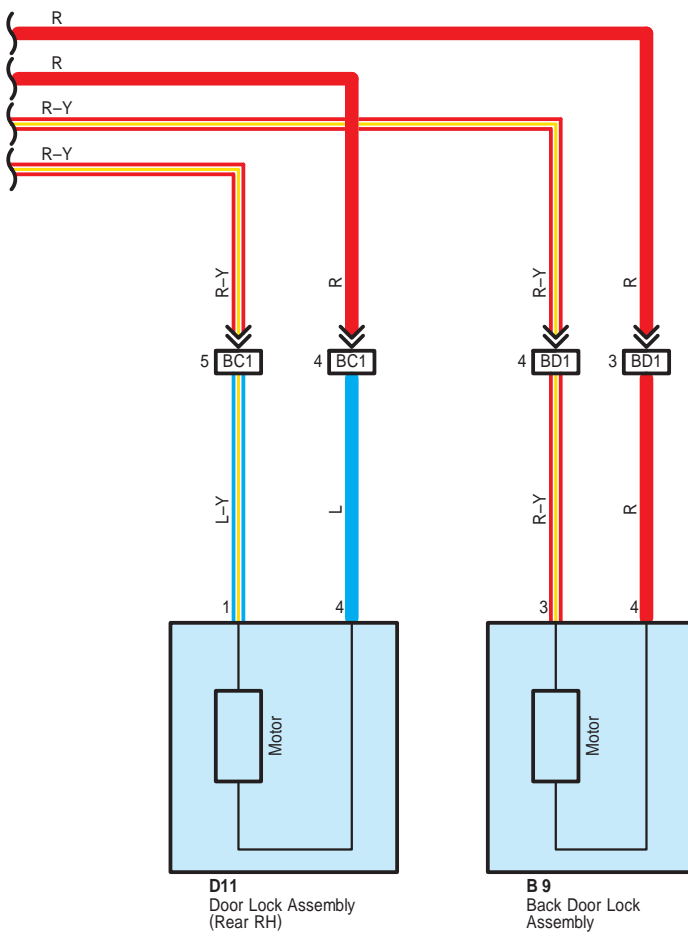 R
R
R–Y
R–Y
R–Y
R
R–Y
R
5 BC1
4 BC1
4 BD1
3 BD1
L–Y
L
R–Y
R
1
4
3
4
Motor
Motor
D11
Door Lock Assembly
(Rear RH)
B 9
Back Door Lock
Assembly